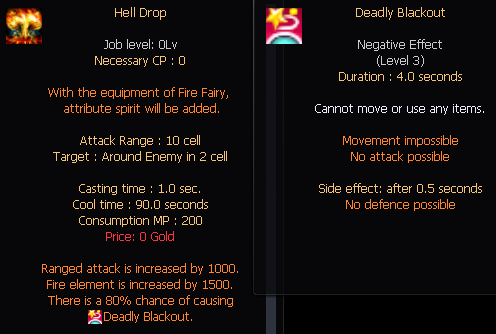 Hell Drop
Job level: 0Lv
Necessary CP : 0
With the equipment of Fire Fairy,
attribute spirit will be added.
Attack Range : 10 cell
Target : Around Enemy in 2 cell
Casting time : 1.0 sec.
Cool time : 90.0 seconds
Consumption MP : 200
Price: 0 Gold
Ranged attack is increased by 1000.
Fire element is increased by 1500.
There is a 80% chance of causing
Deadly Blackout.
Deadly Blackout
Negative Effect
(Level 3)
Duration : 4.0 seconds
Cannot move or use any items.
Movement impossible
No attack possible
Side effect: after 0.5 seconds
No defence possible